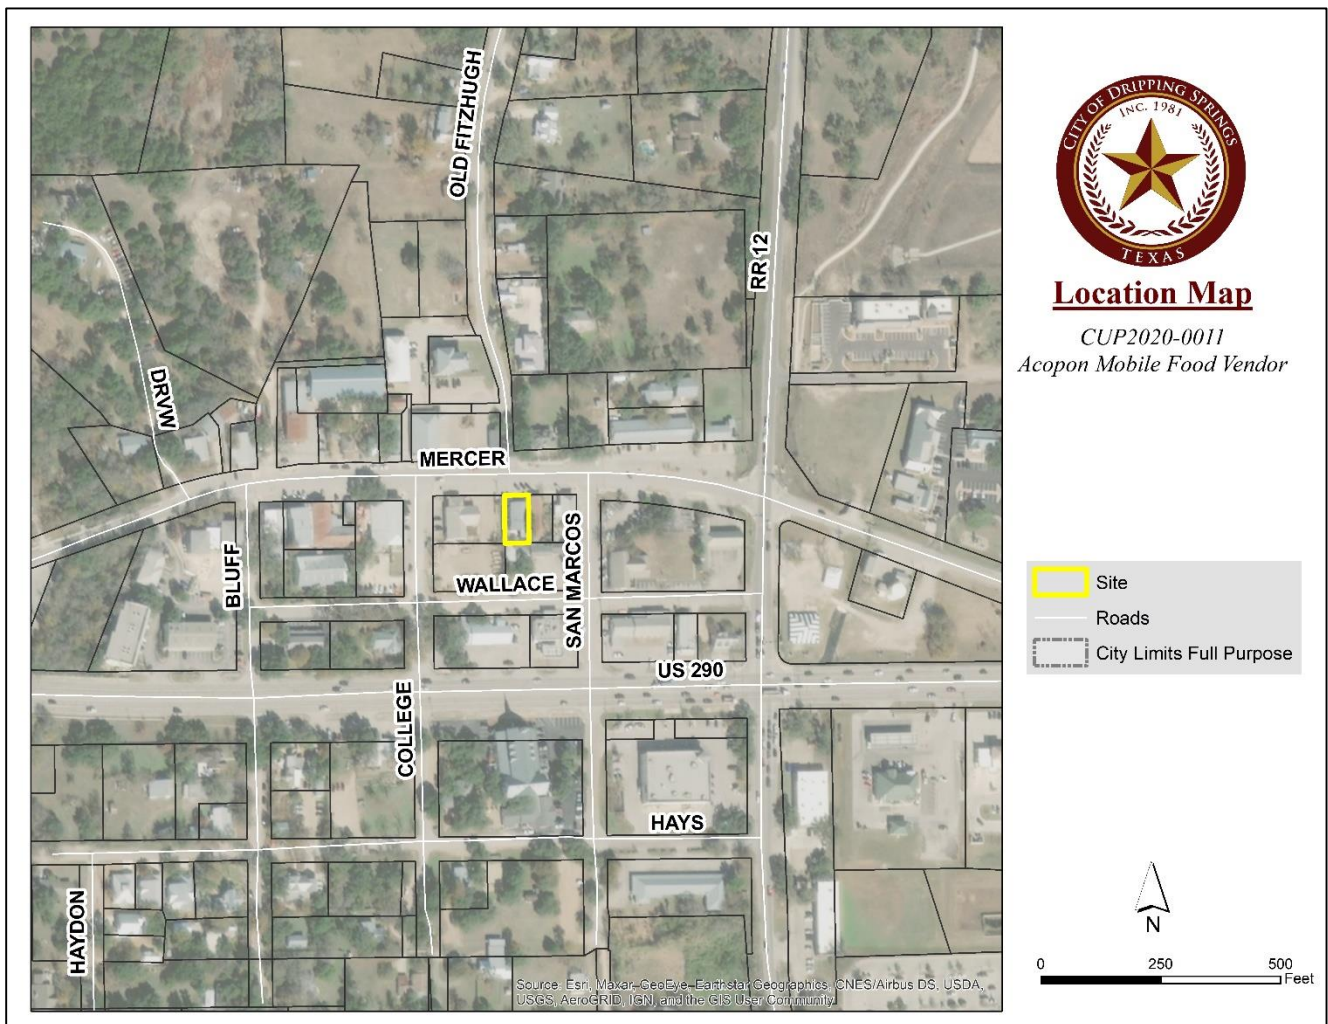 OLD FITZHUGH
RR 12
DRVW
MERCER
BLUFF
WALLACE
SAN MARCOS
US 290
COLLEGE
HAYS
HAYDON
Source: Esri, Maxar, GeoEye, Earthstar Geographics, CNES/Airbus DS, USDA,
USGS, AeroGRID, IGN, and the GIS User Community
CITY OF DRIPPING SPRINGS
INC. 1981
TEXAS
Location Map
CUP2020-0011
Acopon Mobile Food Vendor
Site
Roads
City Limits Full Purpose
N
0 250 500
Feet